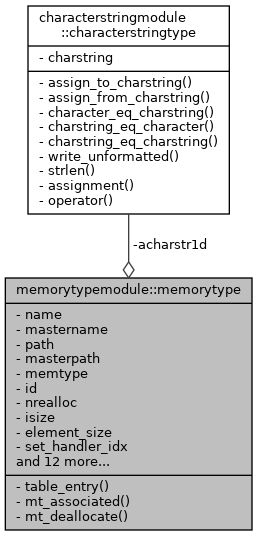 characterstringmodule
::characterstringtype
- charstring
- assign_to_charstring()
- assign_from_charstring()
- character_eq_charstring()
- charstring_eq_character()
- charstring_eq_charstring()
- write_unformatted()
- strlen()
- assignment()
- operator()
-acharstr1d
memorytypemodule::memorytype
- name
- mastername
- path
- masterpath
- memtype
- id
- nrealloc
- isize
- element_size
- set_handler_idx
and 12 more...
- table_entry()
- mt_associated()
- mt_deallocate()